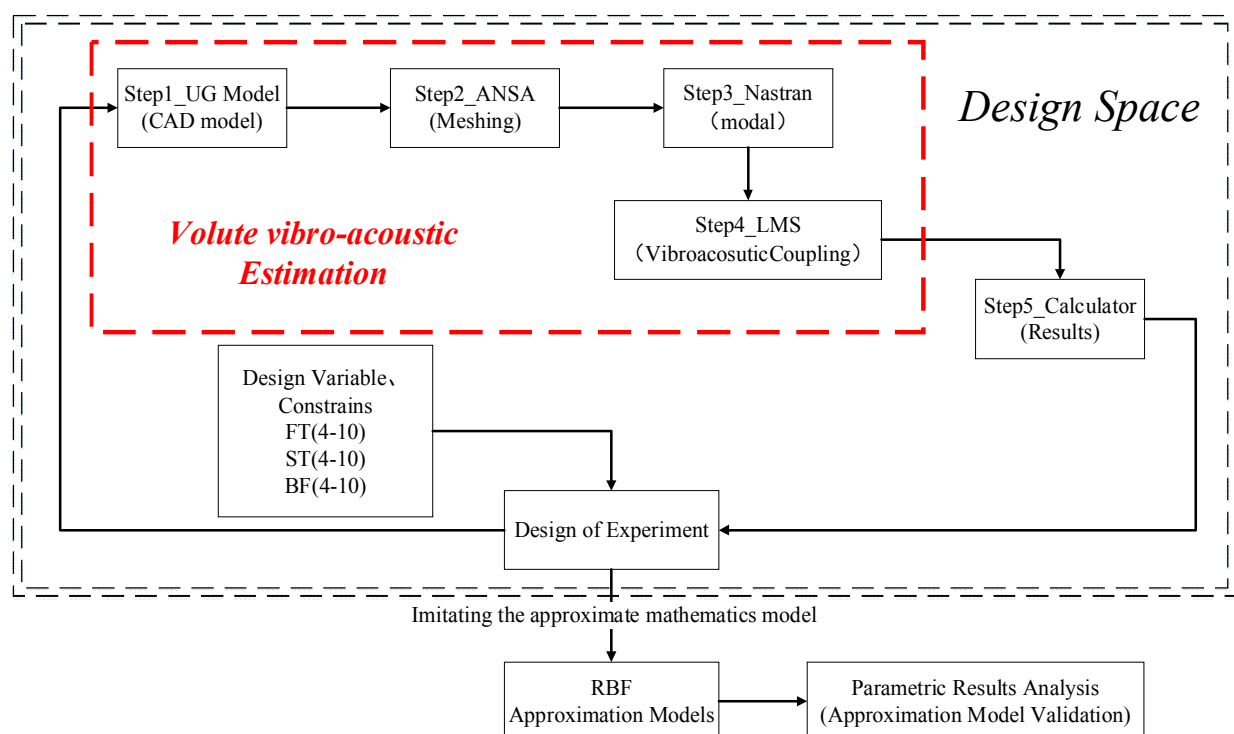 Step1_UG Model
(CAD model)
Step2_ANSA
(Meshing)
Step3_Nastran
（modal）
Design Space
Volute vibro-acoustic
Estimation
Step4_LMS
（VibroacosuticCoupling）
Step5_Calculator
(Results)
Design Variable、
Constrains
FT(4-10)
ST(4-10)
BF(4-10)
Design of Experiment
Imitating the approximate mathematics model
RBF
Approximation Models
Parametric Results Analysis
(Approximation Model Validation)